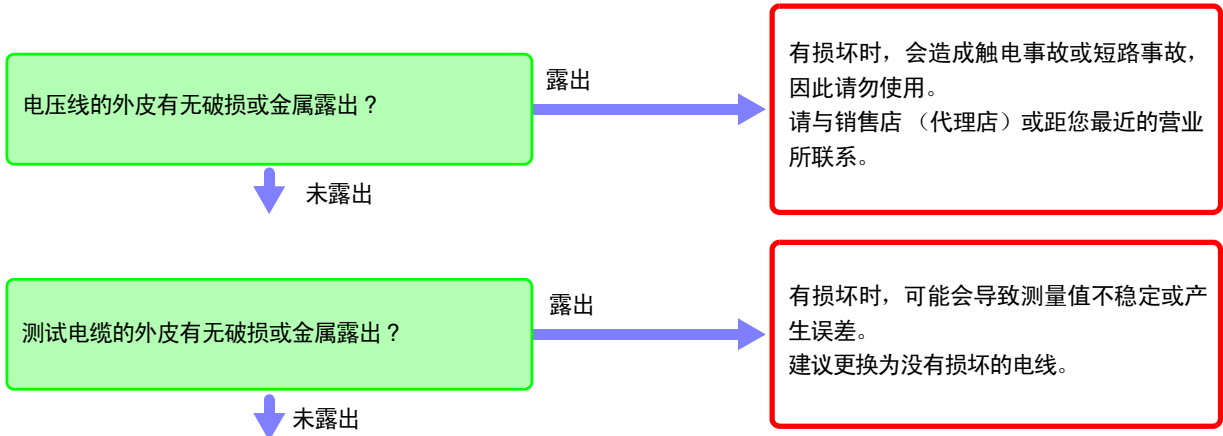 电压线的外皮有无破损或金属露出？
露出
有损坏时，会造成触电事故或短路事故，
因此请勿使用。
请与销售店 （代理店）或距您最近的营业
所联系。
未露出
测试电缆的外皮有无破损或金属露出？
露出
有损坏时，可能会导致测量值不稳定或产
生误差。
建议更换为没有损坏的电线。
未露出